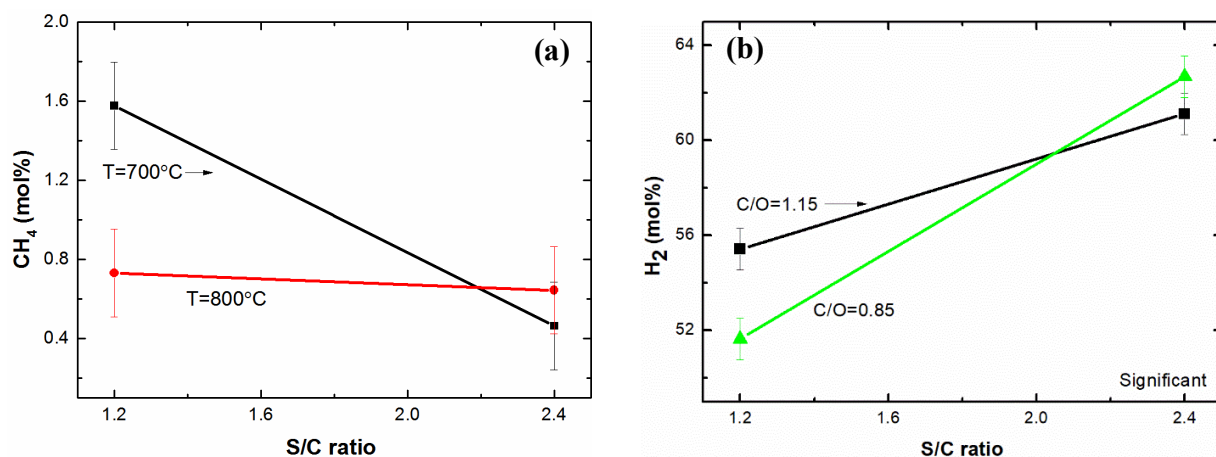 (a)
2.0
1.6
1.2
0.8
0.4
CH4 (mol%)
T=700°C
T=800°C
1.2
1.6
2.0
2.4
S/C ratio
(b)
64
60
56
52
H2 (mol%)
C/O=1.15
C/O=0.85
Significant
1.2
1.6
2.0
2.4
S/C ratio